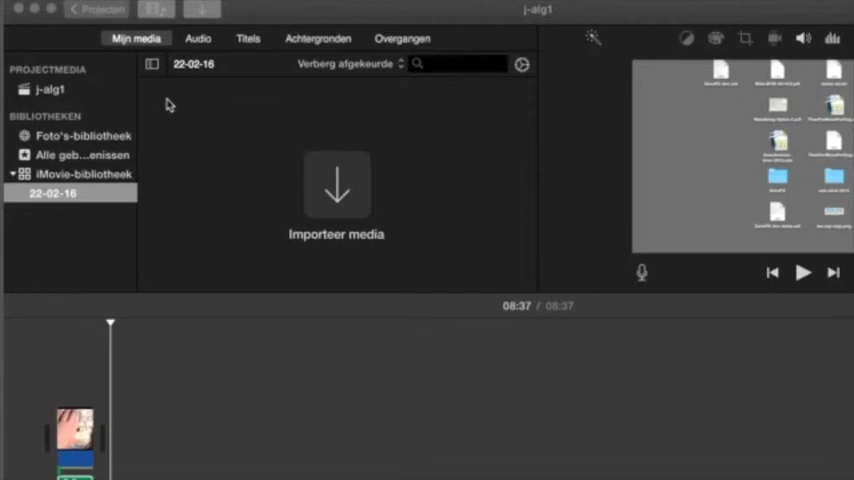 Projecten
j-alg1
Mijn media Audio Titels Achtergronden Overgangen
PROJECTMEDIA
22-02-16
Verberg afgekeurde
j-alg1
BIBLIOTHEKEN
Foto's-bibliotheek
Alle geb...enissen
iMovie-bibliotheek
22-02-16
Importeer media
08:37 / 08:37